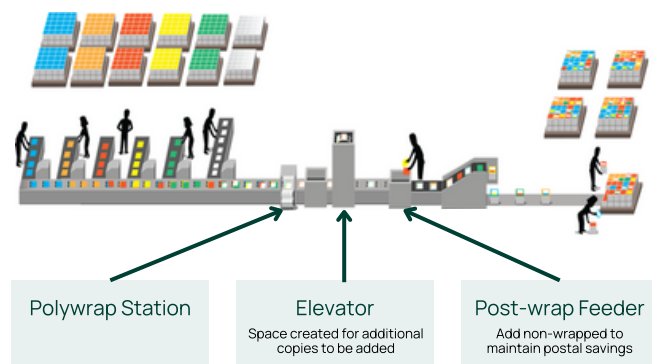 Polywrap Station
Elevator
Space created for additional
copies to be added
Post-wrap Feeder
Add non-wrapped to
maintain postal savings